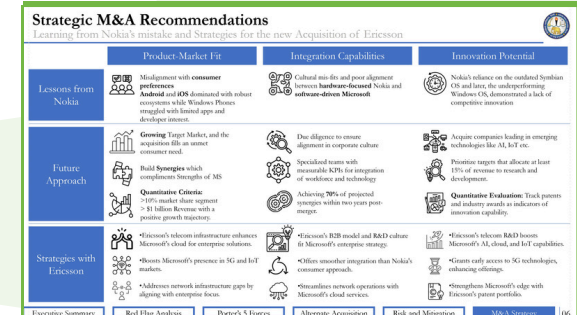 Strategic M&A Recommendations
Learning from Nokia's mistake and Strategies for the new Acquisition of Ericsson
Product-Market Fit
Integration Capabilities
Innovation Potential
Lessons from
Nokia
Misalignment with consumer
preferences
Android and iOS dominated with robust
ecosystems while Windows Phones
struggled with limited apps and
developer interest.
Cultural mis-fits and poor alignment
between hardware-focused Nokia and
software-driven Microsoft
Nokia's reliance on the outdated Symbian
OS and later, the underperforming
Windows OS, demonstrated a lack of
competitive innovation
Future
Approach
Growing Target Market, and the
acquisition fills an unmet
consumer need.
Build Synergies which
compliments Strengths of MS
Quantitative Criteria:
>10% market share segment
> $1 billion Revenue with a
positive growth trajectory.
Due diligence to ensure
alignment in corporate culture
Specialized teams with
measurable KPIs for integration
of workforce and technology
Achieving 70% of projected
synergies within two years post-
merger.
Acquire companies leading in emerging
technologies like AI, IoT etc.
Prioritize targets that allocate at least
15% of revenue to research and
development.
Quantitative Evaluation: Track patents
and industry awards as indicators of
innovation capability.
Strategies with
Ericsson
•Ericsson's telecom infrastructure enhances
Microsoft's cloud for enterprise solutions.
•Boosts Microsoft's presence in 5G and IoT
markets.
•Addresses network infrastructure gaps by
aligning with enterprise focus.
•Ericsson's B2B model and R&D culture
fit Microsoft's enterprise strategy.
•Offers smoother integration than Nokia's
consumer approach.
•Streamlines network operations with
Microsoft's cloud services.
•Ericsson's telecom R&D boosts
Microsoft's AI, cloud, and IoT capabilities.
•Grants early access to 5G technologies,
enhancing offerings.
•Strengthens Microsoft's edge with
Ericsson's patent portfolio.
Executive Summary
Red Flag Analysis
Porter's 5 Forces
Alternate Acquisition
Risk and Mitigation
M&A Strategy
06